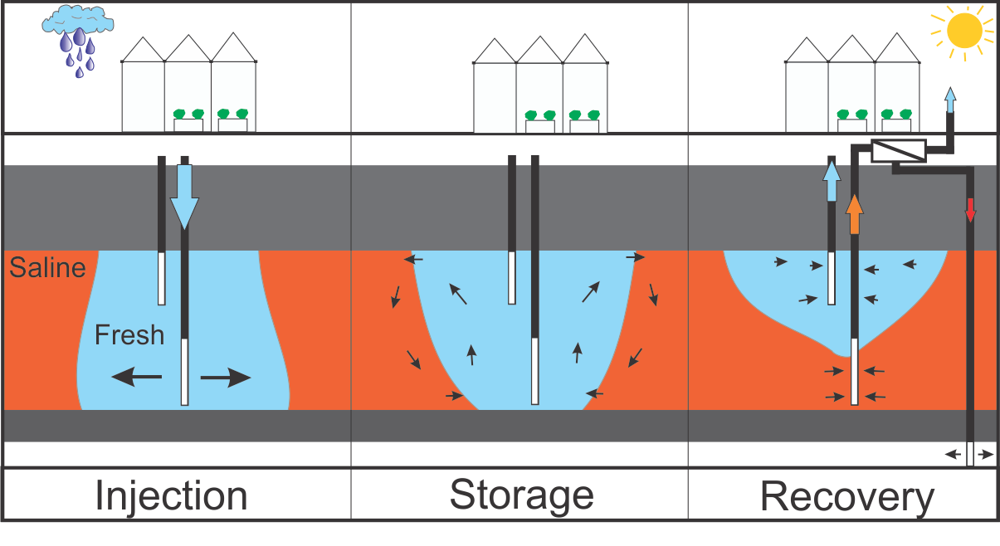 Saline
Fresh
Injection
Storage
Recovery